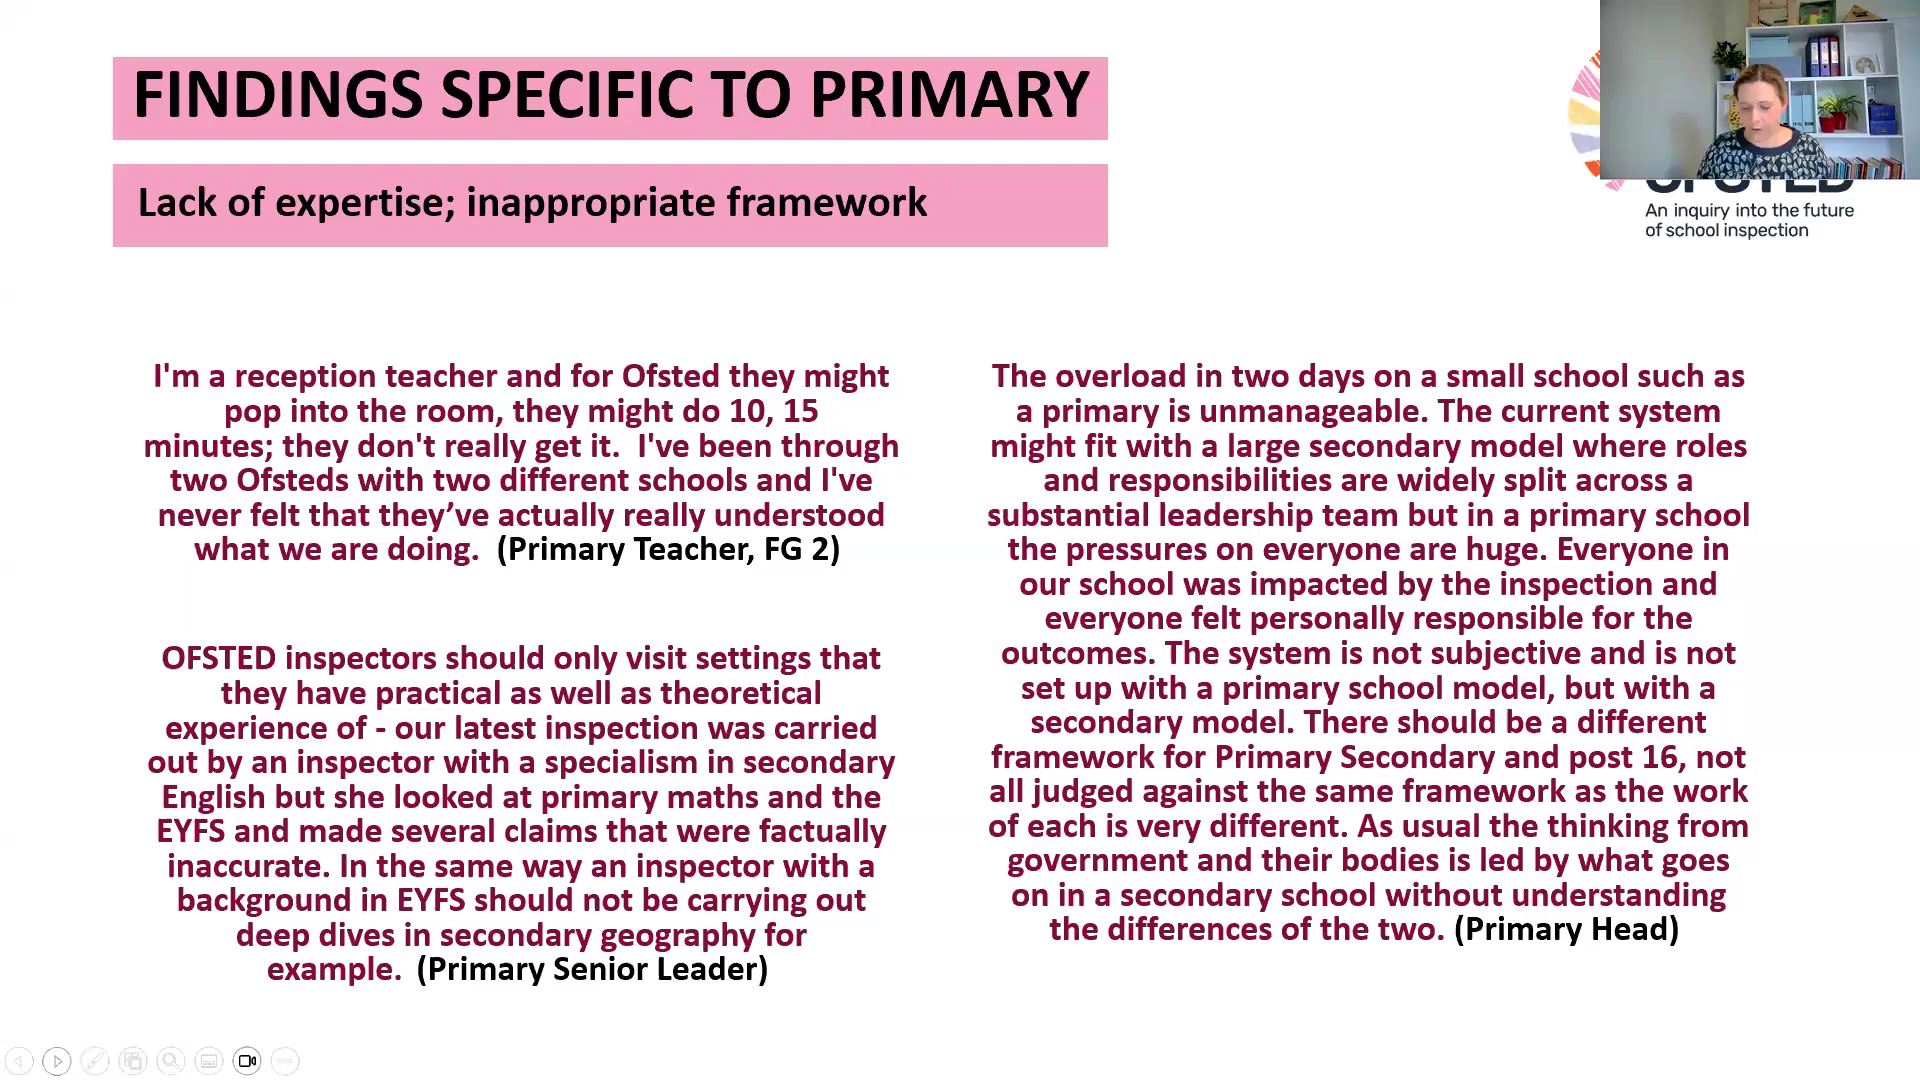 FINDINGS SPECIFIC TO PRIMARY
Lack of expertise; inappropriate framework
An inquiry into the future
of school inspection
I'm a reception teacher and for Ofsted they might
pop into the room, they might do 10, 15
minutes; they don't really get it.  I've been through
two Ofsteds with two different schools and I've
never felt that they’ve actually really understood
what we are doing.  (Primary Teacher, FG 2)
OFSTED inspectors should only visit settings that
they have practical as well as theoretical
experience of - our latest inspection was carried
out by an inspector with a specialism in secondary
English but she looked at primary maths and the
EYFS and made several claims that were factually
inaccurate. In the same way an inspector with a
background in EYFS should not be carrying out
deep dives in secondary geography for
example.  (Primary Senior Leader)
The overload in two days on a small school such as
a primary is unmanageable. The current system
might fit with a large secondary model where roles
and responsibilities are widely split across a
substantial leadership team but in a primary school
the pressures on everyone are huge. Everyone in
our school was impacted by the inspection and
everyone felt personally responsible for the
outcomes. The system is not subjective and is not
set up with a primary school model, but with a
secondary model. There should be a different
framework for Primary Secondary and post 16, not
all judged against the same framework as the work
of each is very different. As usual the thinking from
government and their bodies is led by what goes
on in a secondary school without understanding
the differences of the two. (Primary Head)